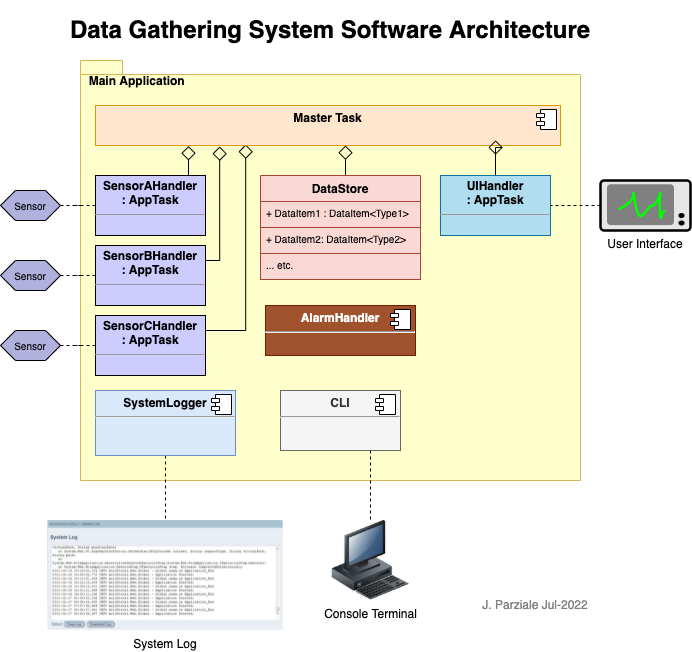 Data Gathering System Software Architecture
Main Application
Master Task
SensorAHandler
: AppTask
DataStore
UIHandler
: AppTask
Sensor
+ DataItem1 : DataItem<Type1>
+ DataItem2: DataItem<Type2>
... etc.
User Interface
SensorBHandler
: AppTask
Sensor
AlarmHandler
SensorCHandler
: AppTask
Sensor
SystemLogger
CLI
System Log
Console Terminal
J. Parziale Jul-2022
System Log